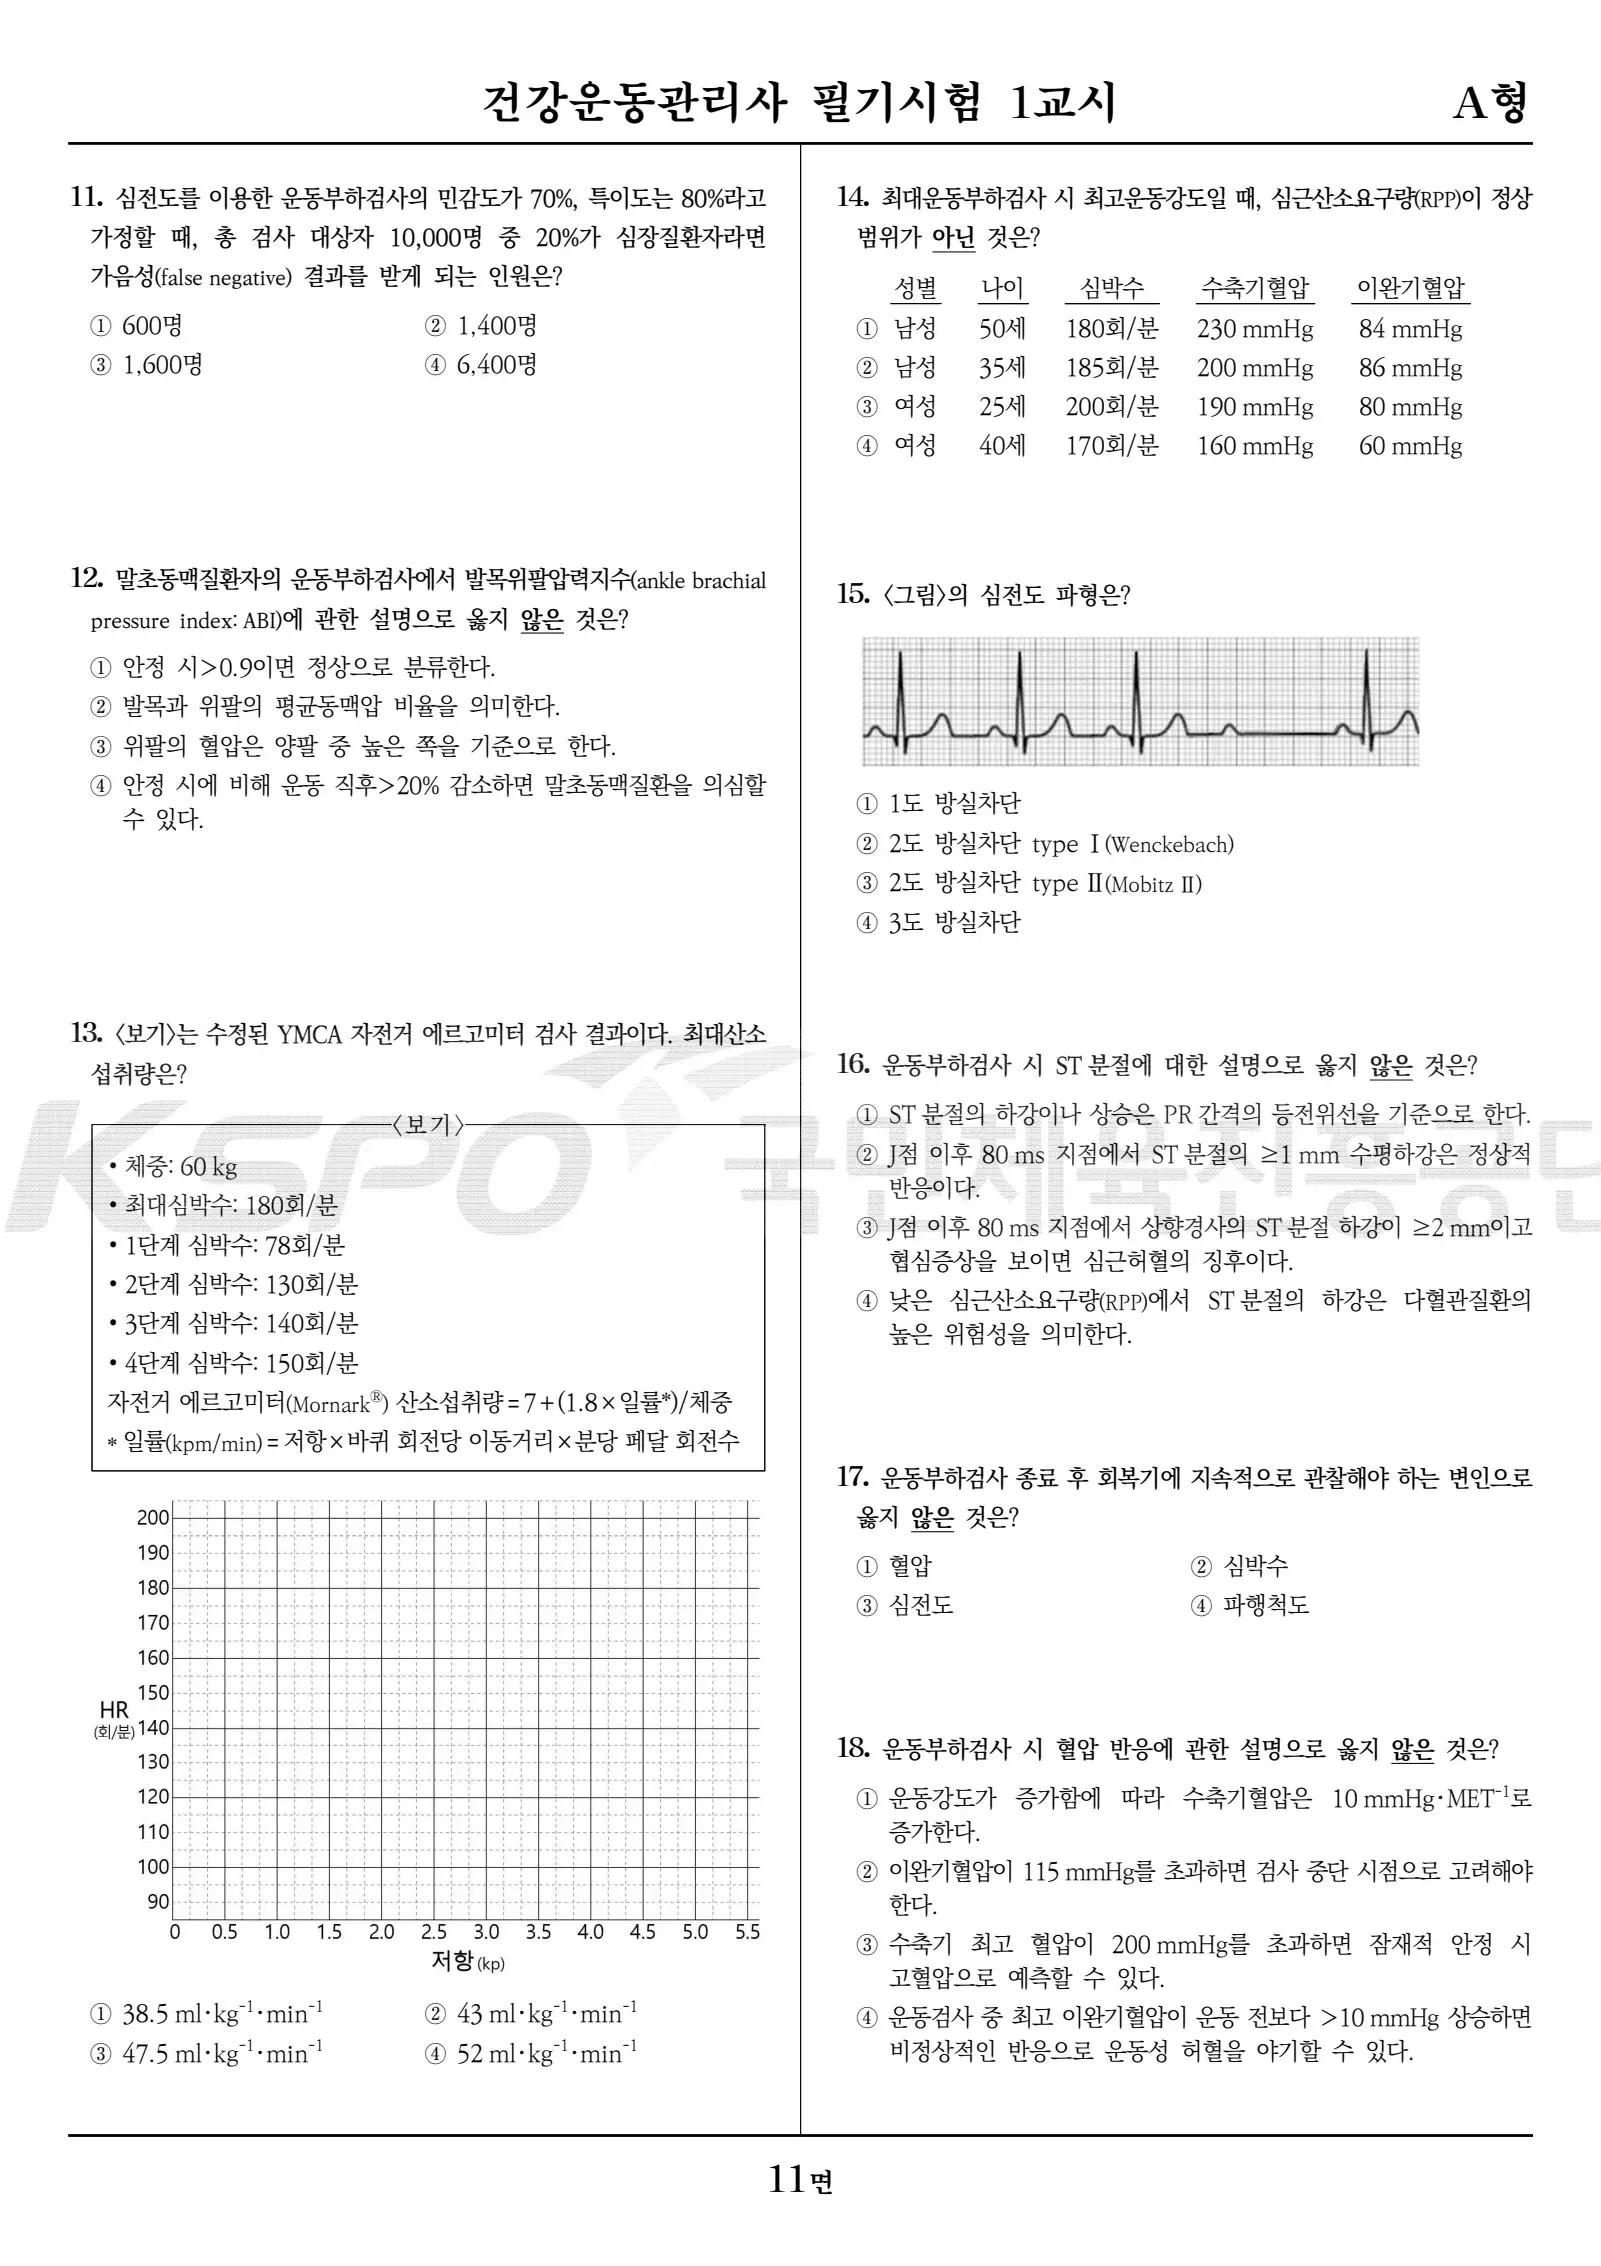 건강운동관리사 필기시험 1교시
A형
11. 심전도를 이용한 운동부하검사의 민감도가 70%, 특이도는 80%라고
가정할 때, 총 검사 대상자 10,000명 중 20%가 심장질환자라면
가음성(false negative) 결과를 받게 되는 인원은?
① 600명 ② 1,400명
③ 1,600명 ④ 6,400명
12. 말초동맥질환자의 운동부하검사에서 발목위팔압력지수(ankle brachial
pressure index: ABI)에 관한 설명으로 옳지 않은 것은?
① 안정 시>0.9이면 정상으로 분류한다.
② 발목과 위팔의 평균동맥압 비율을 의미한다.
③ 위팔의 혈압은 양팔 중 높은 쪽을 기준으로 한다.
④ 안정 시에 비해 운동 직후>20% 감소하면 말초동맥질환을 의심할
수 있다.
13. <보기>는 수정된 YMCA 자전거 에르고미터 검사 결과이다. 최대산소
섭취량은?
<보기>
• 체중: 60 kg
• 최대심박수: 180회/분
• 1단계 심박수: 78회/분
• 2단계 심박수: 130회/분
• 3단계 심박수: 140회/분
• 4단계 심박수: 150회/분
자전거 에르고미터(Mornark®) 산소섭취량=7+(1.8×일률*)/체중
* 일률(kpm/min)=저항×바퀴 회전당 이동거리×분당 페달 회전수
200
190
180
170
160
150
HR
(회/분) 140
130
120
110
100
90
0 0.5 1.0 1.5 2.0 2.5 3.0 3.5 4.0 4.5 5.0 5.5
저항(kp)
① 38.5 ml·kg⁻¹·min⁻¹ ② 43 ml·kg⁻¹·min⁻¹
③ 47.5 ml·kg⁻¹·min⁻¹ ④ 52 ml·kg⁻¹·min⁻¹
14. 최대운동부하검사 시 최고운동강도일 때, 심근산소요구량(RPP)이 정상
범위가 아닌 것은?
성별 나이 심박수 수축기혈압 이완기혈압
① 남성 50세 180회/분 230 mmHg 84 mmHg
② 남성 35세 185회/분 200 mmHg 86 mmHg
③ 여성 25세 200회/분 190 mmHg 80 mmHg
④ 여성 40세 170회/분 160 mmHg 60 mmHg
15. <그림>의 심전도 파형은?
① 1도 방실차단
② 2도 방실차단 type Ⅰ(Wenckebach)
③ 2도 방실차단 type Ⅱ(Mobitz Ⅱ)
④ 3도 방실차단
16. 운동부하검사 시 ST 분절에 대한 설명으로 옳지 않은 것은?
① ST 분절의 하강이나 상승은 PR 간격의 등전위선을 기준으로 한다.
② J점 이후 80 ms 지점에서 ST 분절의 ≥1 mm 수평하강은 정상적
반응이다.
③ J점 이후 80 ms 지점에서 상향경사의 ST 분절 하강이 ≥2 mm이고
협심증상을 보이면 심근허혈의 징후이다.
④ 낮은 심근산소요구량(RPP)에서 ST 분절의 하강은 다혈관질환의
높은 위험성을 의미한다.
17. 운동부하검사 종료 후 회복기에 지속적으로 관찰해야 하는 변인으로
옳지 않은 것은?
① 혈압 ② 심박수
③ 심전도 ④ 파행척도
18. 운동부하검사 시 혈압 반응에 관한 설명으로 옳지 않은 것은?
① 운동강도가 증가함에 따라 수축기혈압은 10 mmHg·MET⁻¹로
증가한다.
② 이완기혈압이 115 mmHg를 초과하면 검사 중단 시점으로 고려해야
한다.
③ 수축기 최고 혈압이 200 mmHg를 초과하면 잠재적 안정 시
고혈압으로 예측할 수 있다.
④ 운동검사 중 최고 이완기혈압이 운동 전보다 >10 mmHg 상승하면
비정상적인 반응으로 운동성 허혈을 야기할 수 있다.
KSPO 국민체육진흥공단
11면